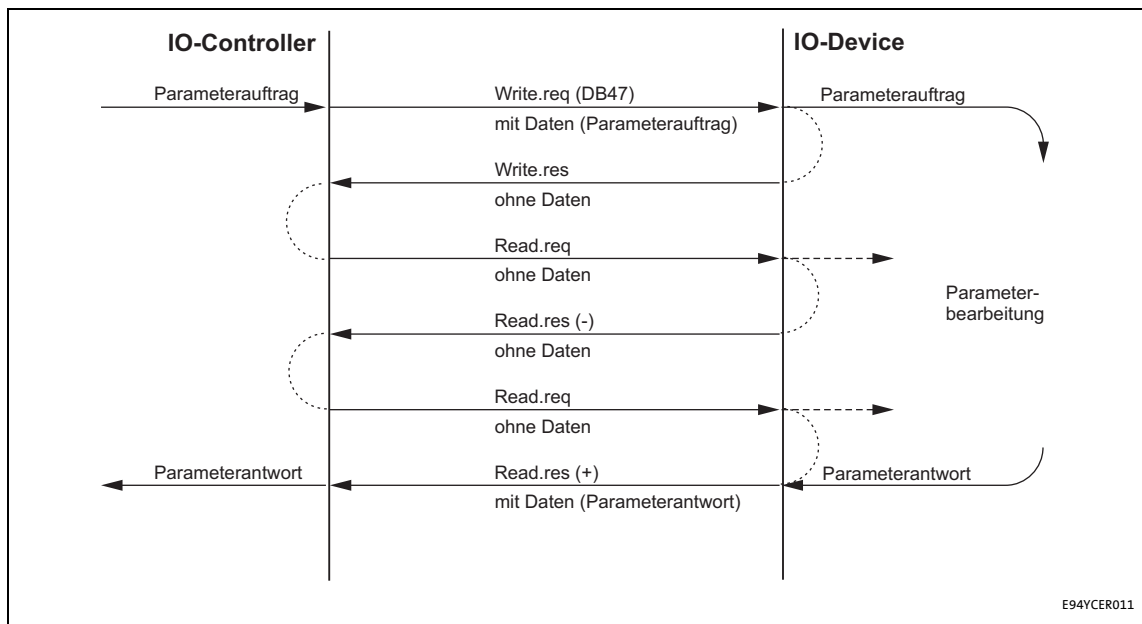 IO-Controller
IO-Device
Parameterauftrag
Write.req (DB47)
Parameterauftrag
mit Daten (Parameterauftrag)
Write.res
ohne Daten
Read.req
ohne Daten
Parameter-
bearbeitung
Read.res (-)
ohne Daten
Read.req
ohne Daten
Parameterantwort
Read.res (+)
Parameterantwort
mit Daten (Parameterantwort)
E94YCER011